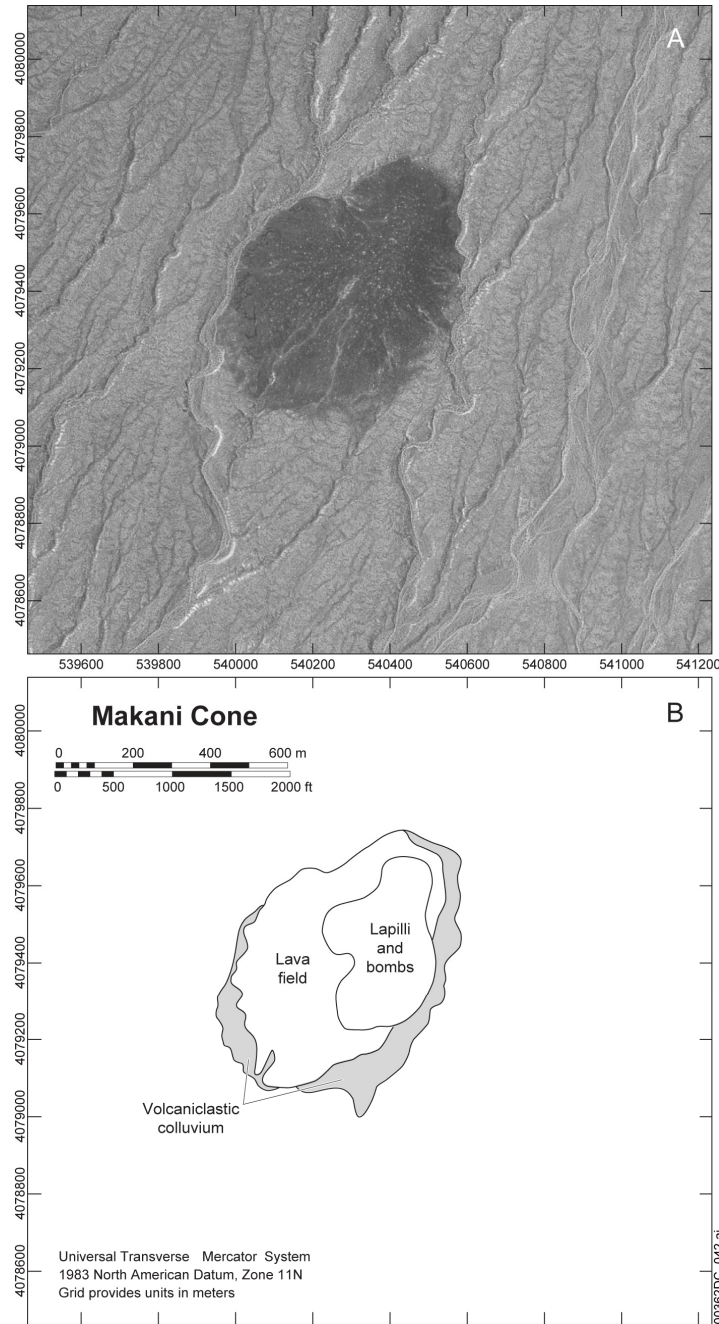 A
4080000
4079800
4079600
4079400
4079200
4079000
4078800
4078600
539600 539800 540000 540200 540400 540600 540800 541000 541200
Makani Cone
B
0 200 400 600 m
0 500 1000 1500 2000 ft
4080000
4079800
4079600
4079400
4079200
4079000
4078800
4078600
Lapilli
and
bombs
Lava
field
Volcaniclastic
colluvium
Universal Transverse Mercator System
1983 North American Datum, Zone 11N
Grid provides units in meters